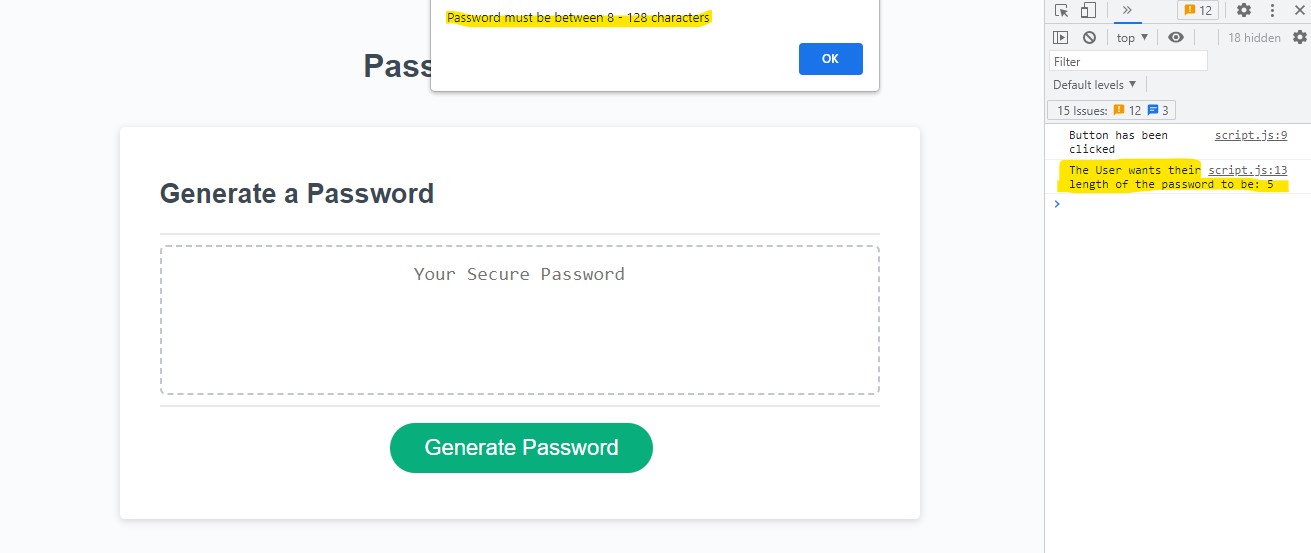 Password must be between 8 - 128 characters
OK
Pass
Generate a Password
Your Secure Password
Generate Password
12
top
18 hidden
Filter
Default levels
15 Issues: 12 3
Button has been script.js:9
clicked
The User wants their script.js:13
length of the password to be: 5